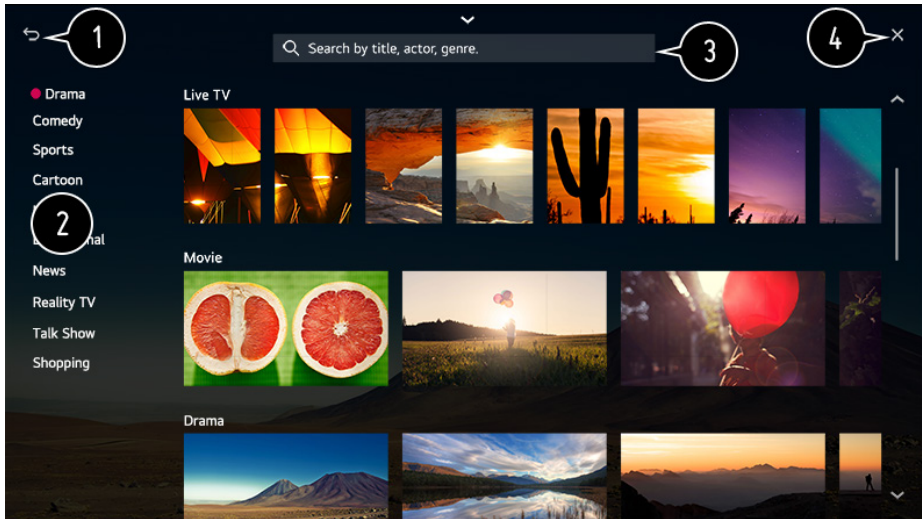 1
Search by title, actor, genre.
3
4
Drama
Comedy
Sports
Cartoon
2
News
Reality TV
Talk Show
Shopping
Live TV
Movie
Drama